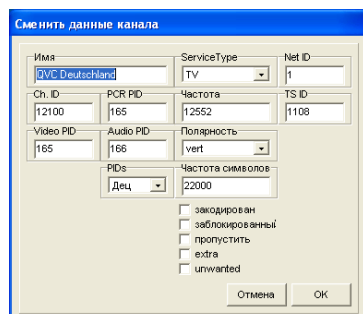 Сменить данные канала
Имя ServiceType Net ID
QVC Deutschland TV 1
Ch. ID PCR PID Частота TS ID
12100 165 12552 1108
Video PID Audio PID Полярность
165 166 vert
PIDs Частота символов
Дец 22000
закодирован
заблокированный
пропустить
extra
unwanted
Отмена OK